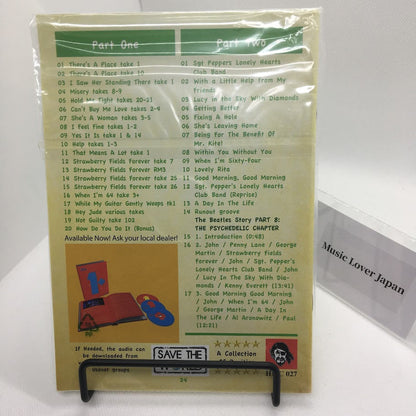 Part One
01 There's A Place take 1
02 There's A Place take 10
03 I Saw Her Standing There take 1
04 Misery takes 8-9
05 Hold Me Tight takes 20-21
06 Can't Buy Me Love takes 2-4
07 She's A Woman takes 3-5
08 I Feel Fine takes 1-2
09 Yes It Is take 1 & 14
10 Help takes 1-3
11 That Means A Lot take 1
12 Strawberry Fields Forever take 7
13 Strawberry Fields Forever RM3
14 Strawberry Fields Forever take 25
15 Strawberry Fields Forever take 26
16 When I'm 64 take 3+
17 While My Guitar Gently Weeps tk1
18 Hey Jude various takes
19 Not Guilty take 102
20 How Do You Do It (Bonus)
Available Now! Ask your local dealer!
If Needed, the audio can
be downloaded from
usenet groups
SAVE THE
24
Part Two
01 Sgt Peppers Lonely Hearts
Club Band
02 With a Little Help From My
Friends
03 Lucy in the Sky With Diamonds
04 Getting Better
05 Fixing A Hole
06 She's Leaving Home
07 Being For The Benefit Of
Mr. Kite!
08 Within You Without You
09 When I'm Sixty-Four
10 Lovely Rita
11 Good Morning, Good Morning
12 Sgt. Pepper's Lonely Hearts
Club Band (Reprise)
13 A Day In The Life
14 Runout groove
The Beatles Story PART 8:
THE PSYCHEDELIC CHAPTER
15 1. Introduction (0:48)
16 2. John / Penny Lane / George
Martin / Strawberry Fields
Forever / John / Sgt. Pepper's
Lonely Hearts Club Band / John
/ Lucy In The Sky With Dia-
monds / Kenny Everett (13:41)
17 3. Good Morning Good Morning
/ John / When I'm 64 / John /
George Martin / A Day In
The Life / Al Aronowitz / Paul
(12:21)
A Collection
027
Music Lover Japan